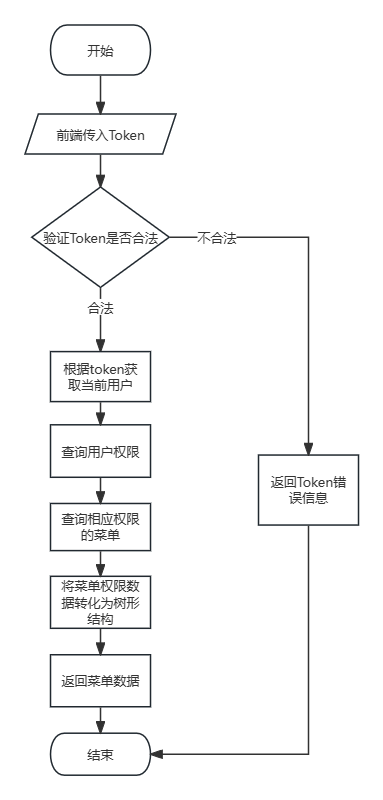 开始
前端传入Token
验证Token是否合法
不合法
合法
根据token获
取当前用户
查询用户权限
返回Token错
误信息
查询相应权限
的菜单
将菜单权限数
据转化为树形
结构
返回菜单数据
结束